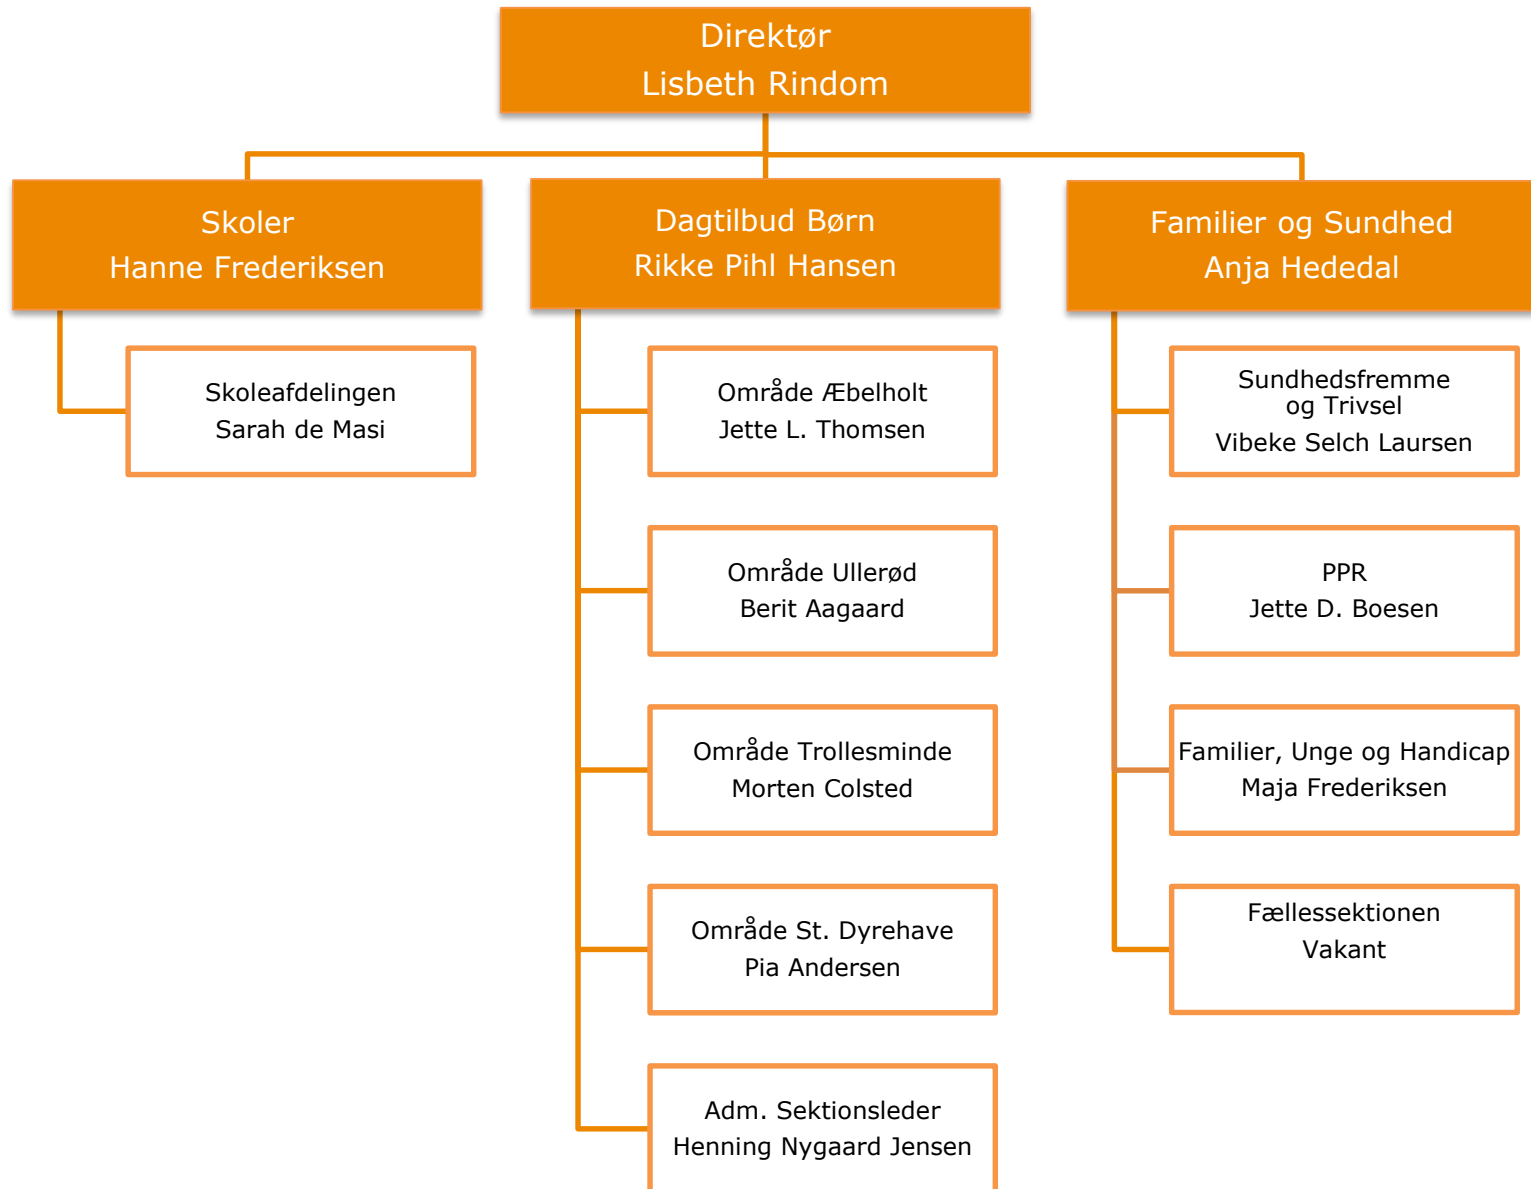 Direktør
Lisbeth Rindom
Skoler
Hanne Frederiksen
Skoleafdelingen
Sarah de Masi
Dagtilbud Børn
Rikke Pihl Hansen
Område Æbelholt
Jette L. Thomsen
Område Ullerød
Berit Aagaard
Område Trollesminde
Morten Colsted
Område St. Dyrehave
Pia Andersen
Adm. Sektionsleder
Henning Nygaard Jensen
Familier og Sundhed
Anja Hededal
Sundhedsfremme
og Trivsel
Vibeke Selch Laursen
PPR
Jette D. Boesen
Familier, Unge og Handicap
Maja Frederiksen
Fællessektionen
Vakant